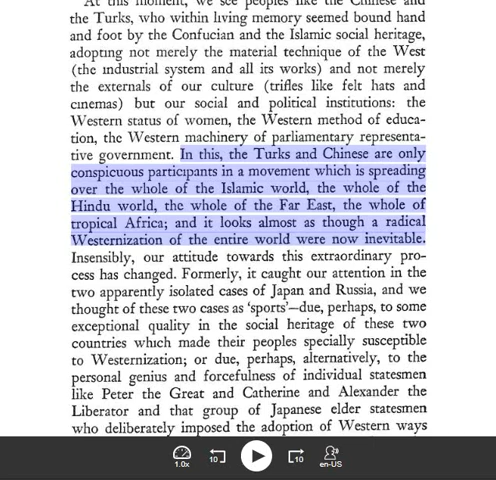 At this moment, we see peoples like the Chinese and
the Turks, who within living memory seemed bound hand
and foot by the Confucian and the Islamic social heritage,
adopting not merely the material technique of the West
(the industrial system and all its works) and not merely
the externals of our culture (trifles like felt hats and
cinemas) but our social and political institutions: the
Western status of women, the Western method of educa-
tion, the Western machinery of parliamentary representa-
tive government. In this, the Turks and Chinese are only
conspicuous participants in a movement which is spreading
over the whole of the Islamic world, the whole of the
Hindu world, the whole of the Far East, the whole of
tropical Africa; and it looks almost as though a radical
Westernization of the entire world were now inevitable.
Insensibly, our attitude towards this extraordinary pro-
cess has changed. Formerly, it caught our attention in the
two apparently isolated cases of Japan and Russia, and we
thought of these two cases as ‘sports’—due, perhaps, to some
exceptional quality in the social heritage of these two
countries which made their peoples specially susceptible
to Westernization; or due, perhaps, alternatively, to the
personal genius and forcefulness of individual statesmen
like Peter the Great and Catherine and Alexander the
Liberator and that group of Japanese elder statesmen
who deliberately imposed the adoption of Western ways
1.0x 10 10 en-US